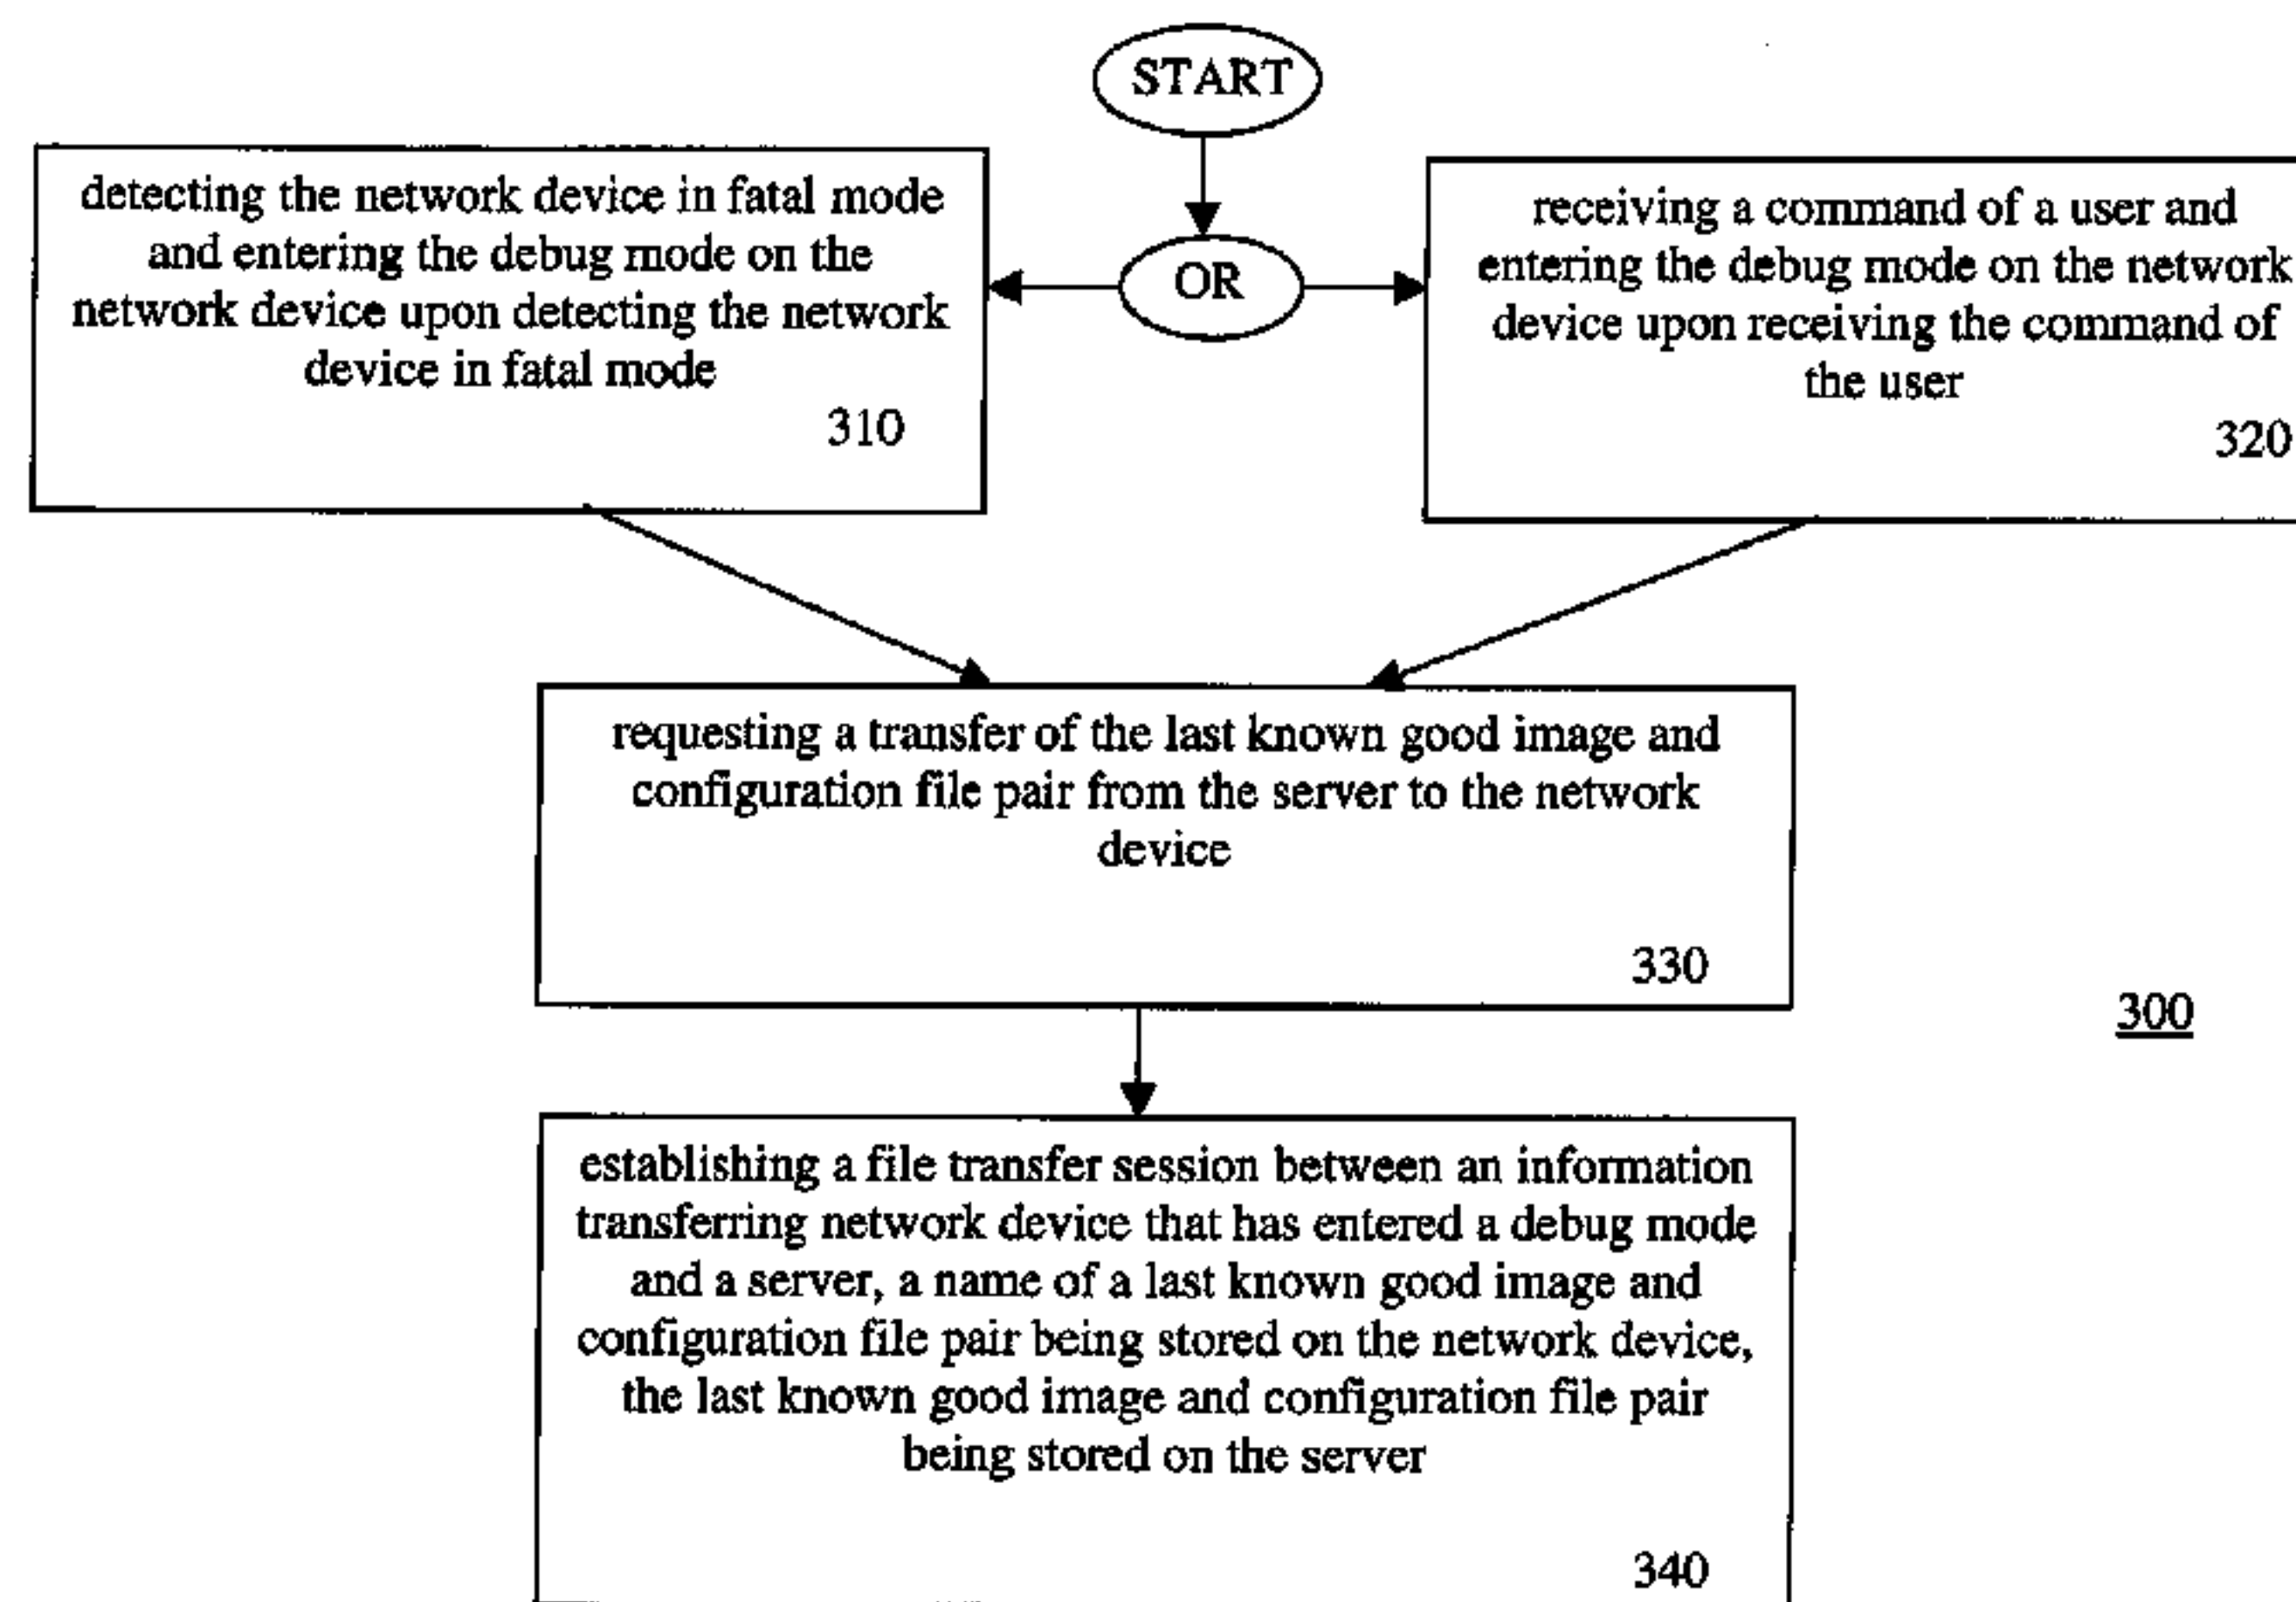 START
OR
detecting the network device in fatal mode
and entering the debug mode on the
network device upon detecting the network
device in fatal mode
310
receiving a command of a user and
entering the debug mode on the network
device upon receiving the command of
the user
320
requesting a transfer of the last known good image and
configuration file pair from the server to the network
device
330
300
establishing a file transfer session between an information
transferring network device that has entered a debug mode
and a server, a name of a last known good image and
configuration file pair being stored on the network device,
the last known good image and configuration file pair
being stored on the server
340